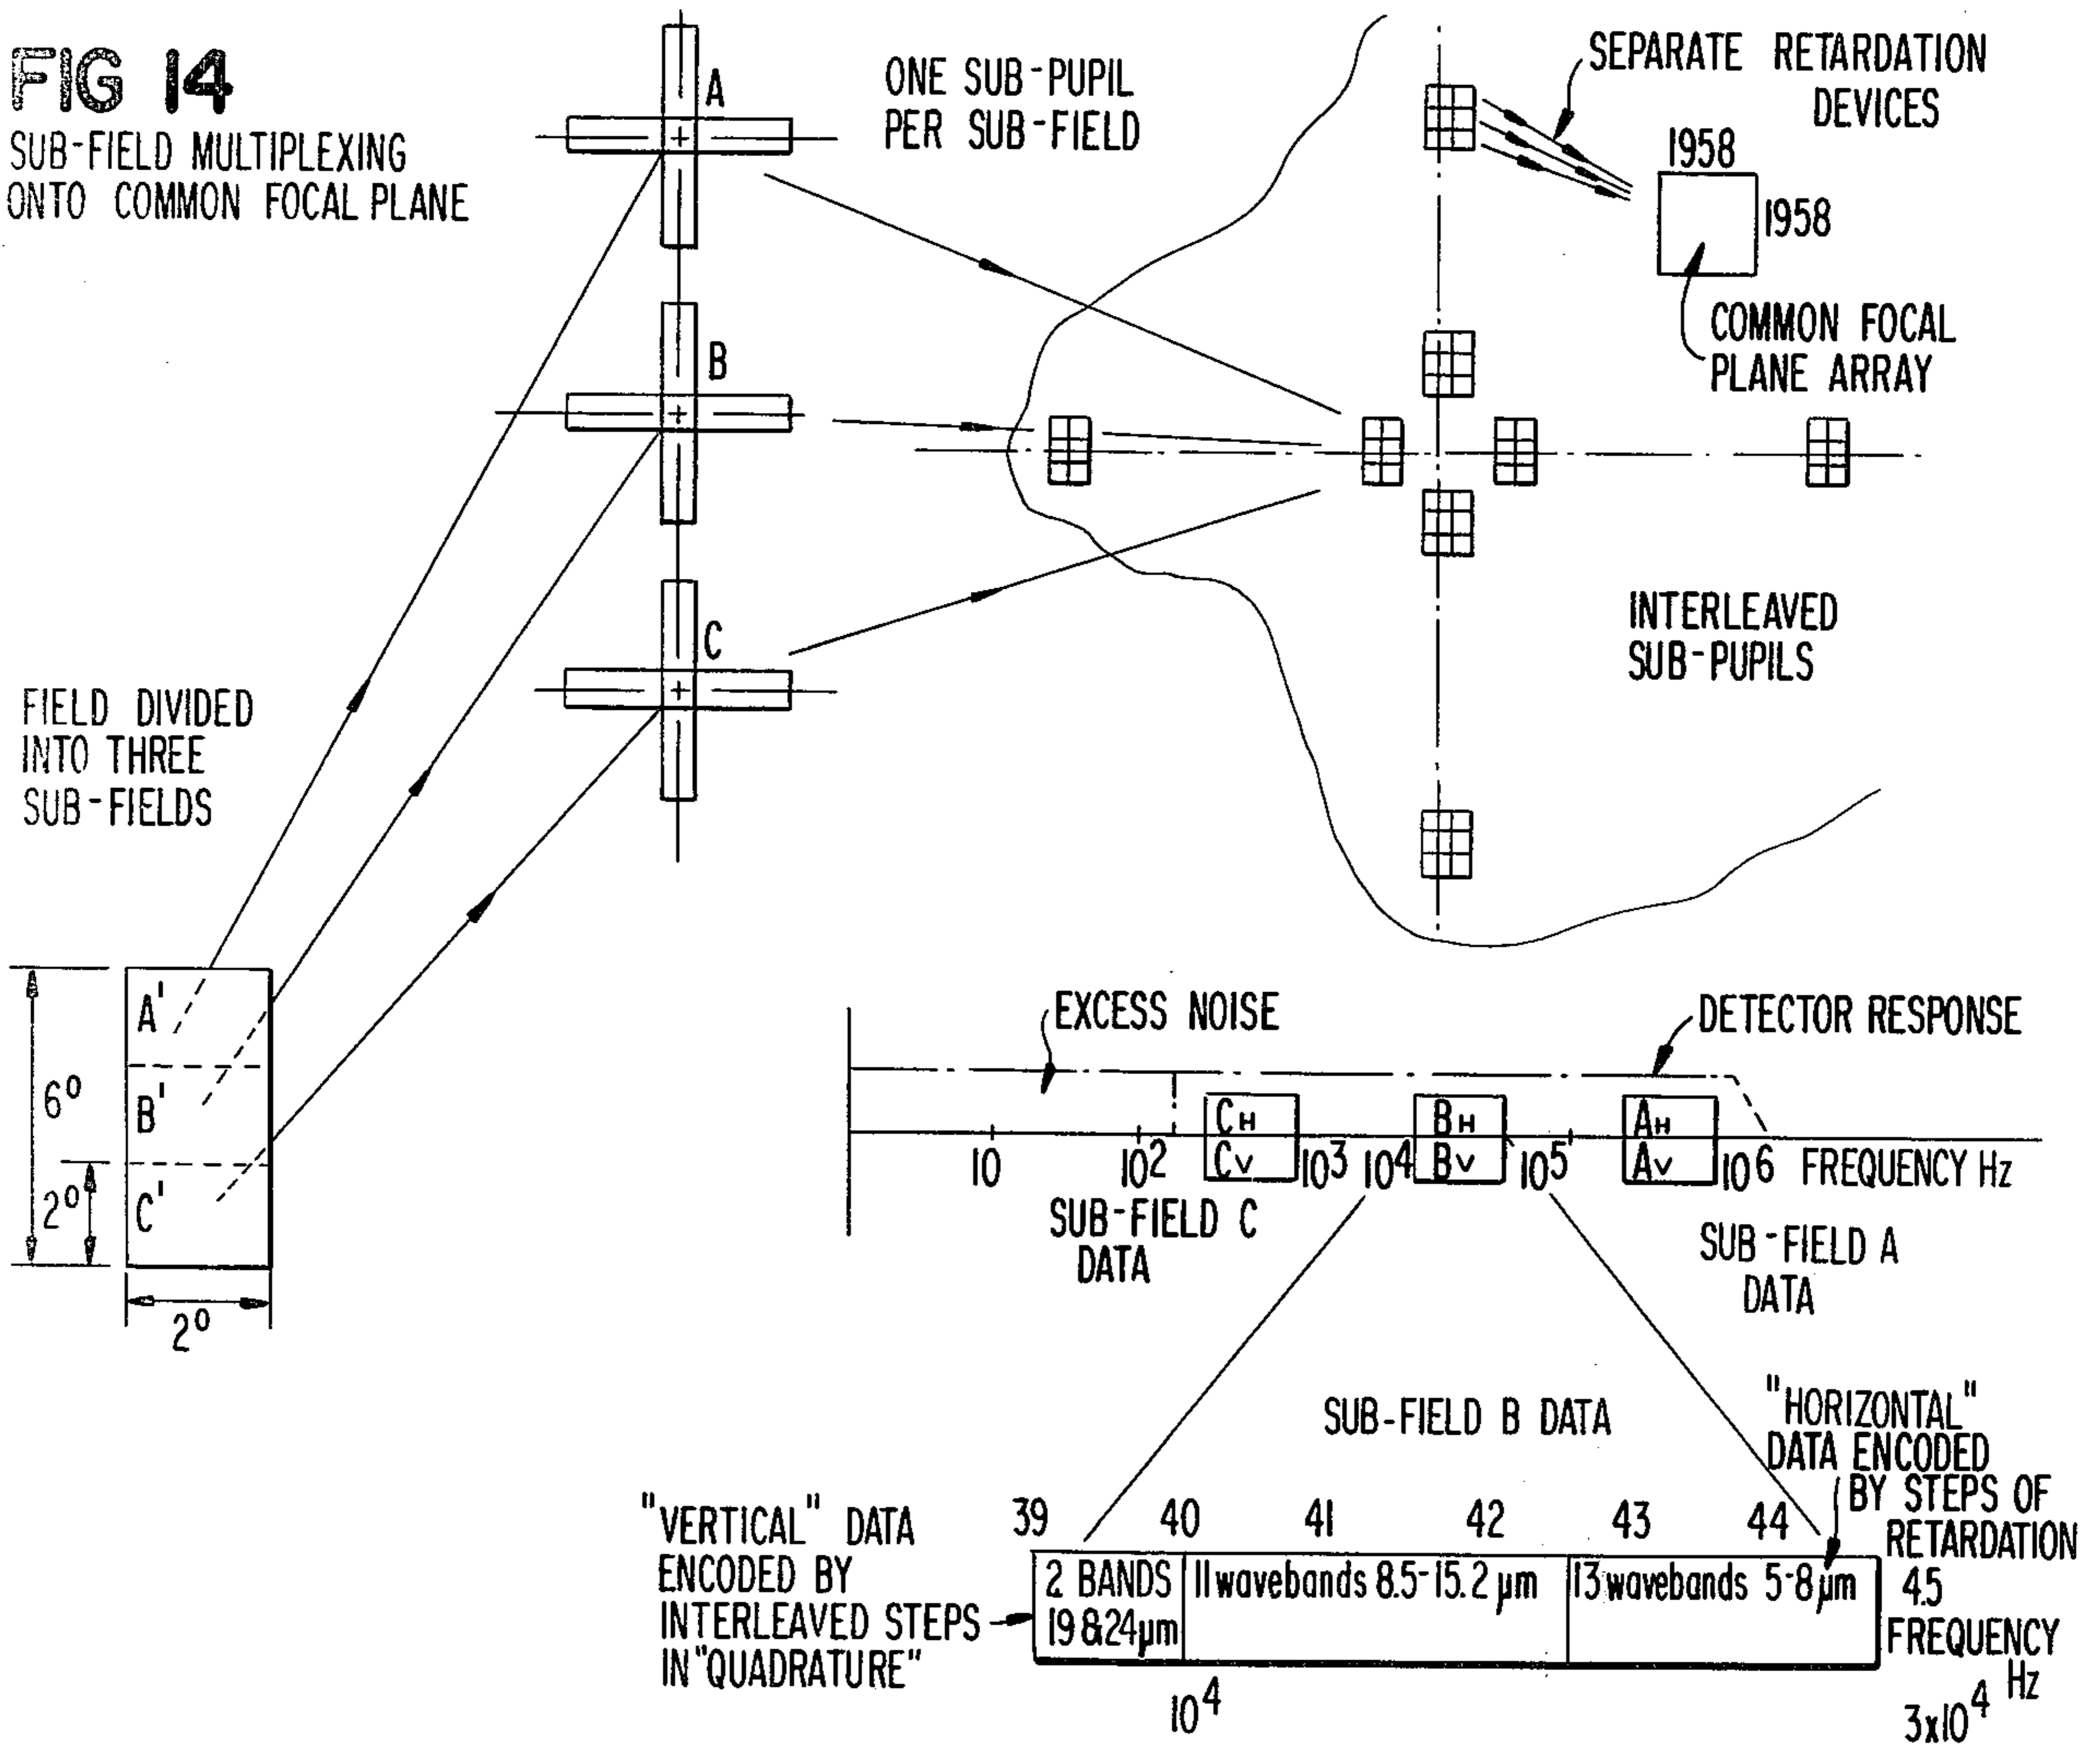 FIG 14
SUB-FIELD MULTIPLEXING
ONTO COMMON FOCAL PLANE
A
ONE SUB-PUPIL
PER SUB-FIELD
SEPARATE RETARDATION
DEVICES
1958
1958
COMMON FOCAL
PLANE ARRAY
B
C
INTERLEAVED
SUB-PUPILS
FIELD DIVIDED
INTO THREE
SUB-FIELDS
A'
B'
C'
6º
2º
2º
EXCESS NOISE
DETECTOR RESPONSE
CH
BH
AH
CV
BV
AV
10
10²
10³
10⁴
10⁵
10⁶
FREQUENCY Hz
SUB-FIELD C
DATA
SUB-FIELD A
DATA
SUB-FIELD B DATA
"HORIZONTAL"
DATA ENCODED
BY STEPS OF
RETARDATION
"VERTICAL" DATA
ENCODED BY
INTERLEAVED STEPS
IN "QUADRATURE"
39
40
41
42
43
44
4.5
2 BANDS
19&24µm
11 wavebands 8.5-15.2 µm
13 wavebands 5-8 µm
FREQUENCY
Hz
10⁴
3x10⁴